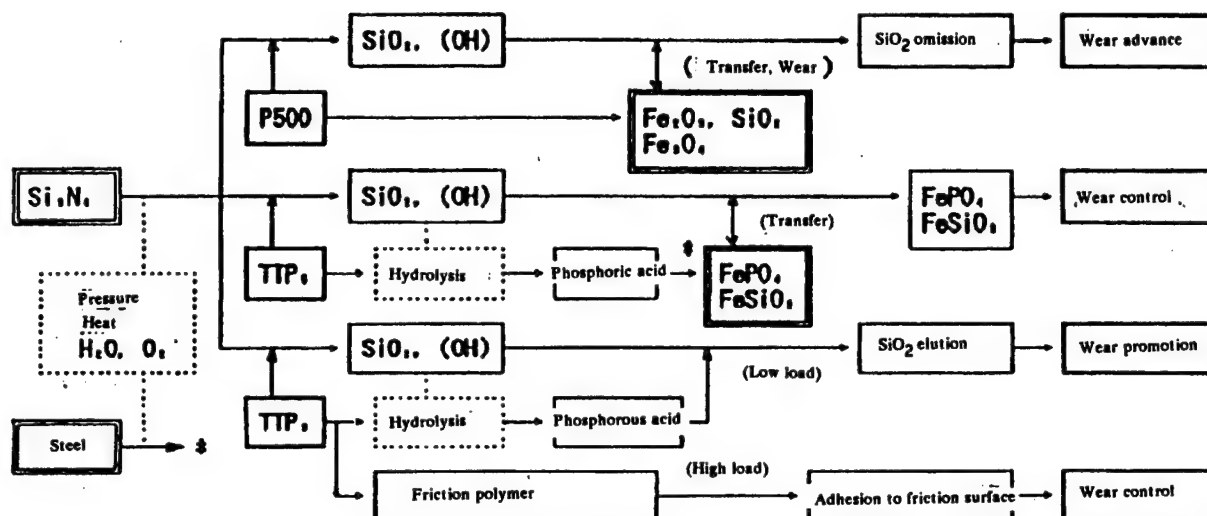 SiO₂, (OH)
SiO₂ omission
Wear advance
( Transfer, Wear )
P500
Fe₂O₃, SiO₂
Fe₃O₄
Si₃N₄
SiO₂, (OH)
FePO₄
FeSiO₃
Wear control
(Transfer)
TTP₅
Hydrolysis
Phosphoric acid
‡
FePO₄
FeSiO₃
Pressure
Heat
H₂O, O₂
SiO₂, (OH)
SiO₂ elution
Wear promotion
(Low load)
TTP₃
Hydrolysis
Phosphorous acid
Steel
‡
(High load)
Friction polymer
Adhesion to friction surface
Wear control